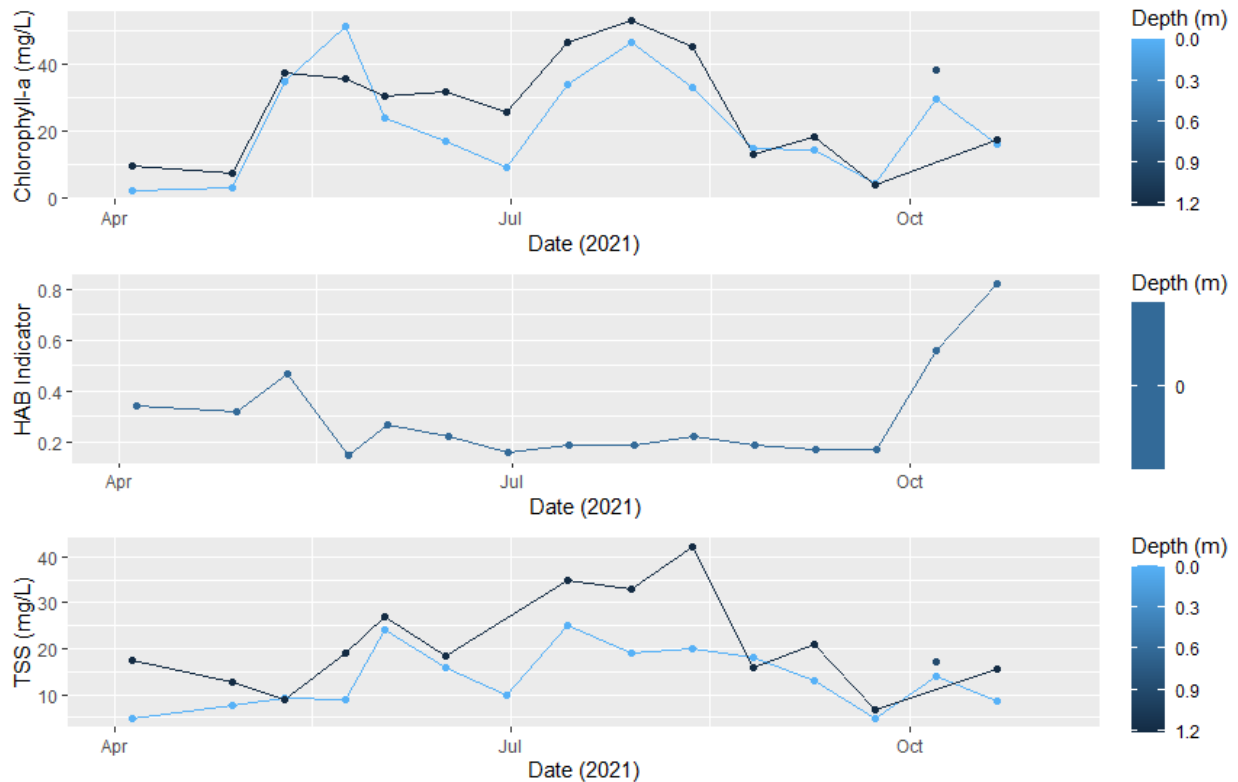 Chlorophyll-a (mg/L)
40
20
0
Apr
Jul
Oct
Date (2021)
Depth (m)
0.0
0.3
0.6
0.9
1.2
HAB Indicator
0.8
0.6
0.4
0.2
Apr
Jul
Oct
Date (2021)
Depth (m)
0
TSS (mg/L)
40
30
20
10
Apr
Jul
Oct
Date (2021)
Depth (m)
0.0
0.3
0.6
0.9
1.2